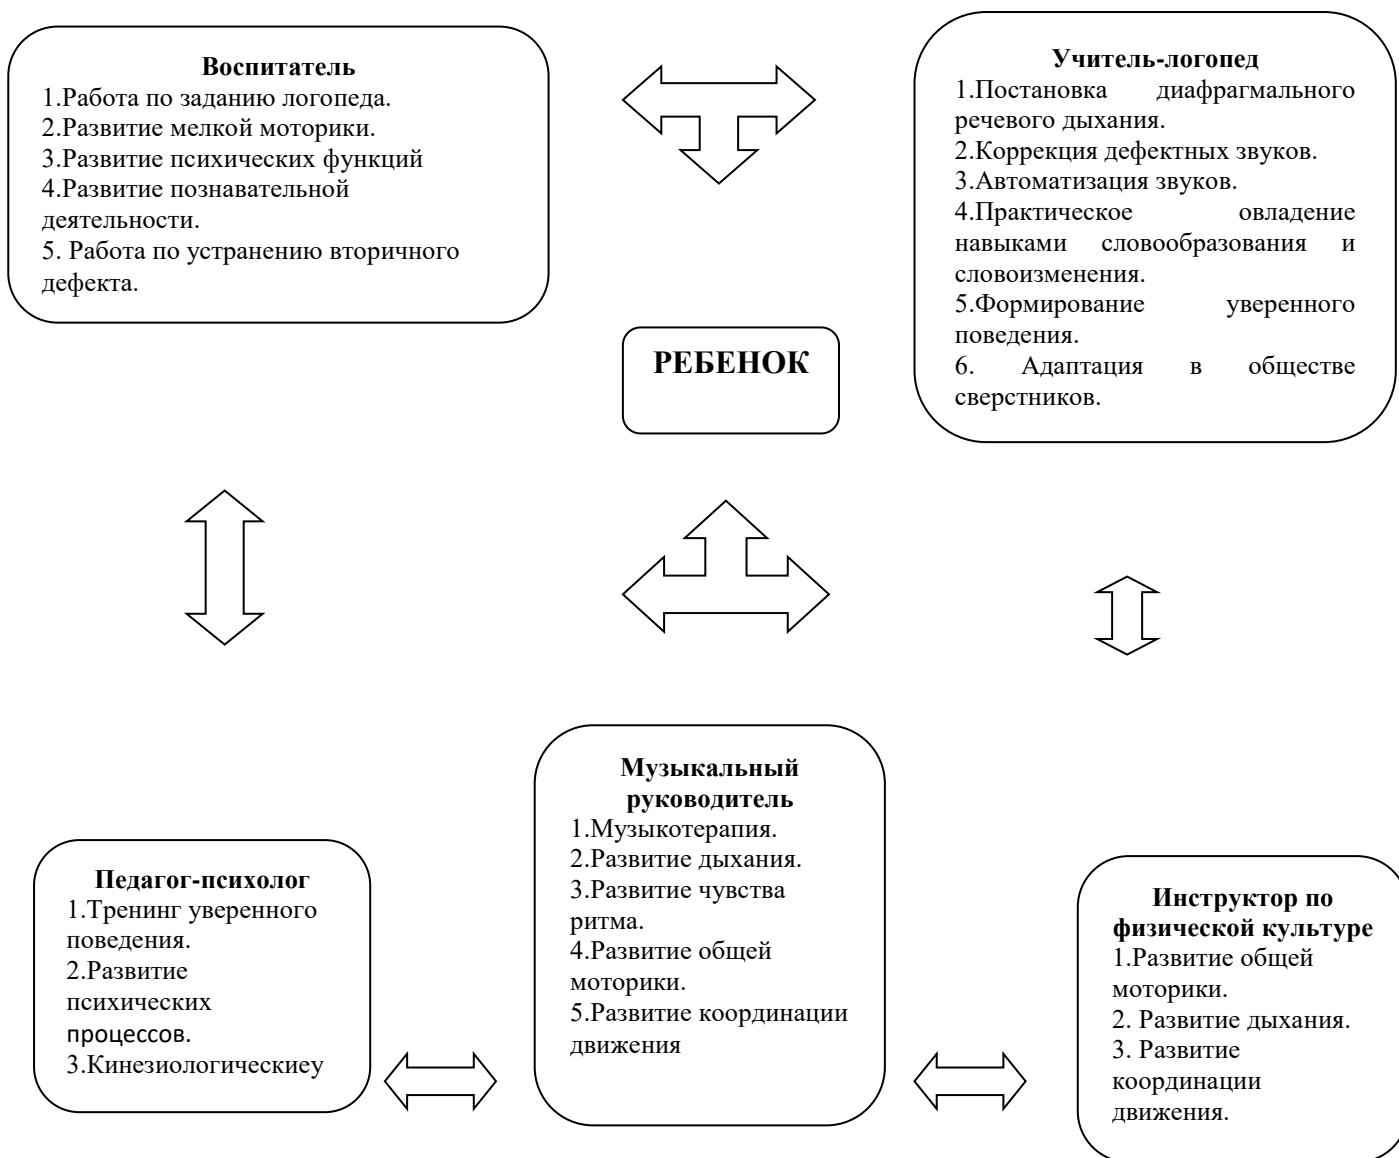 Воспитатель
1.Работа по заданию логопеда.
2.Развитие мелкой моторики.
3.Развитие психических функций
4.Развитие познавательной
деятельности.
5. Работа по устранению вторичного
дефекта.
Учитель-логопед
1.Постановка диафрагмального
речевого дыхания.
2.Коррекция дефектных звуков.
3.Автоматизация звуков.
4.Практическое овладение
навыками словообразования и
словоизменения.
5.Формирование уверенного
поведения.
6. Адаптация в обществе
сверстников.
РЕБЕНОК
Педагог-психолог
1.Тренинг уверенного
поведения.
2.Развитие
психических
процессов.
3.Кинезиологическиеу
Музыкальный
руководитель
1.Музыкотерапия.
2.Развитие дыхания.
3.Развитие чувства
ритма.
4.Развитие общей
моторики.
5.Развитие координации
движения
Инструктор по
физической культуре
1.Развитие общей
моторики.
2. Развитие дыхания.
3. Развитие
координации
движения.